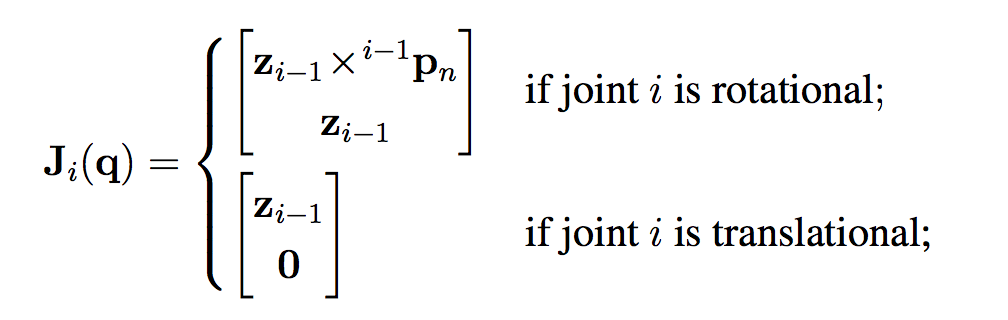 z_{i−1} × ^{i−1}p_n if joint i is rotational;
z_{i−1}
J_i(q) =
z_{i−1} if joint i is translational;
0